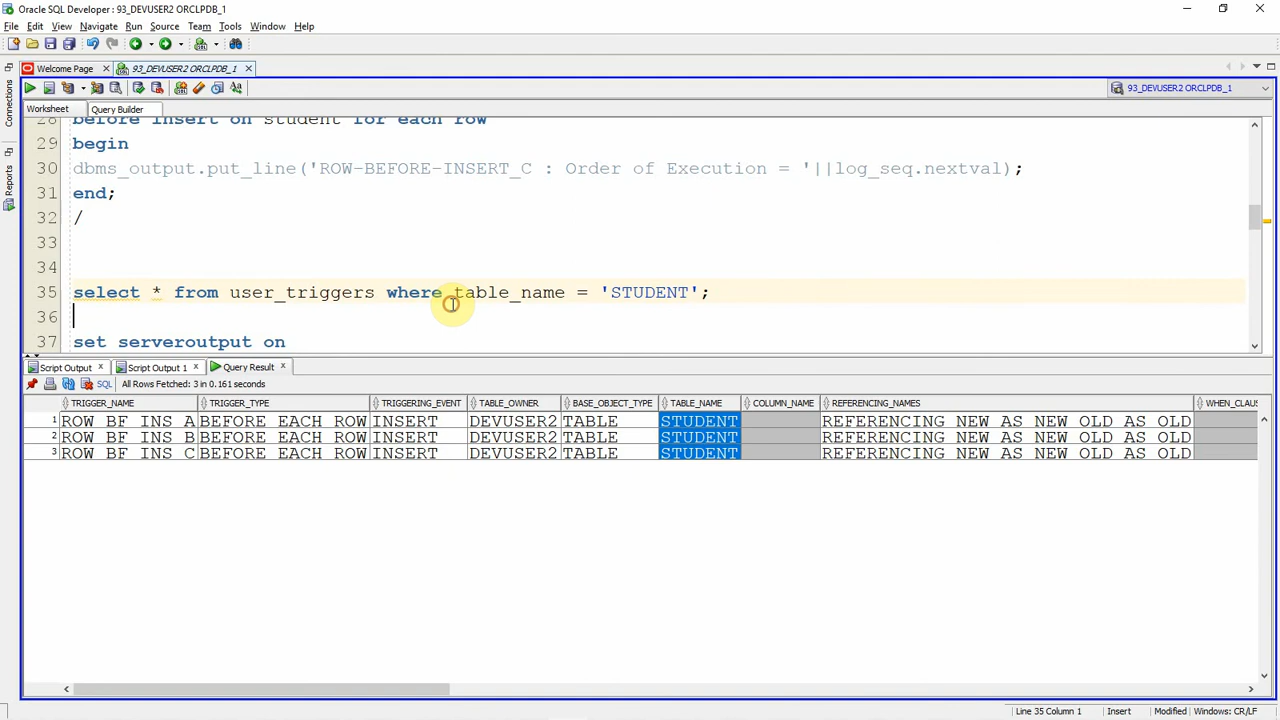 Oracle SQL Developer : 93_DEVUSER2 ORCLPDB_1
File Edit View Navigate Run Source Team Tools Window Help
Welcome Page
93_DEVUSER2 ORCLPDB_1
Connections
Reports
93_DEVUSER2 ORCLPDB_1
Worksheet
Query Builder
28 before insert on student for each row
29 begin
30 dbms_output.put_line('ROW-BEFORE-INSERT_C : Order of Execution = '||log_seq.nextval);
31 end;
32 /
33
34
35 select * from user_triggers where table_name = 'STUDENT';
36
37 set serveroutput on
Script Output
Script Output 1
Query Result
SQL All Rows Fetched: 3 in 0.161 seconds
TRIGGER_NAME TRIGGER_TYPE TRIGGERING_EVENT TABLE_OWNER BASE_OBJECT_TYPE TABLE_NAME COLUMN_NAME REFERENCING_NAMES WHEN_CLAUS
1 ROW_BF_INS_A BEFORE EACH ROW INSERT DEVUSER2 TABLE STUDENT REFERENCING NEW AS NEW OLD AS OLD
2 ROW_BF_INS_B BEFORE EACH ROW INSERT DEVUSER2 TABLE STUDENT REFERENCING NEW AS NEW OLD AS OLD
3 ROW_BF_INS_C BEFORE EACH ROW INSERT DEVUSER2 TABLE STUDENT REFERENCING NEW AS NEW OLD AS OLD
Line 35 Column 1 Insert Modified Windows: CR/LF